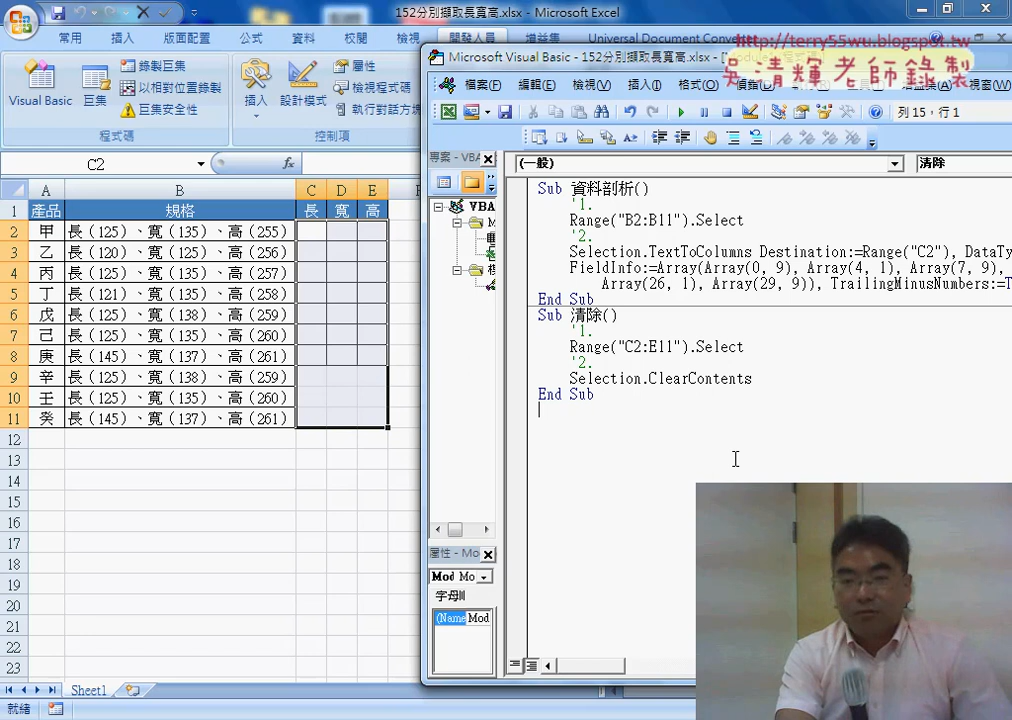 152分別擷取長寬高.xlsx - Microsoft Excel
常用 插入 版面配置 公式 資料 校閱 檢視 開發人員 增益集 Universal Document Conv
Visual Basic 巨集 錄製巨集 以相對位置錄製 巨集安全性
程式碼
插入 設計模式 屬性 檢視程式碼 執行對話方塊
控制項
C2
fx
A B C D E
1 產品 規格 長 寬 高
2 甲 長（125）、寬（135）、高（255）
3 乙 長（120）、寬（125）、高（256）
4 丙 長（125）、寬（135）、高（257）
5 丁 長（121）、寬（135）、高（258）
6 戊 長（125）、寬（138）、高（259）
7 己 長（125）、寬（135）、高（260）
8 庚 長（145）、寬（137）、高（261）
9 辛 長（125）、寬（138）、高（259）
10 壬 長（125）、寬（135）、高（260）
11 癸 長（145）、寬（137）、高（261）
12
13
14
15
16
17
18
19
20
21
22
23
Sheet1
就緒
Microsoft Visual Basic - 152分別擷取長寬高.xlsx - [
http://terry55wu.blogspot.tw
吳清輝老師錄製
檔案(F) 編輯(E) 檢視(V) 插入(I) 格式(O)
視窗(W)
列 15，行 1
專案 - VBA
VBA
屬性 - Mo
Mod Mo
字母順
(Name Mod
(一般) 清除
Sub 資料剖析()
'1.
Range("B2:B11").Select
'2.
Selection.TextToColumns Destination:=Range("C2"), DataTy
FieldInfo:=Array(Array(0, 9), Array(4, 1), Array(7, 9),
Array(26, 1), Array(29, 9)), TrailingMinusNumbers:=T
End Sub
Sub 清除()
'1.
Range("C2:E11").Select
'2.
Selection.ClearContents
End Sub